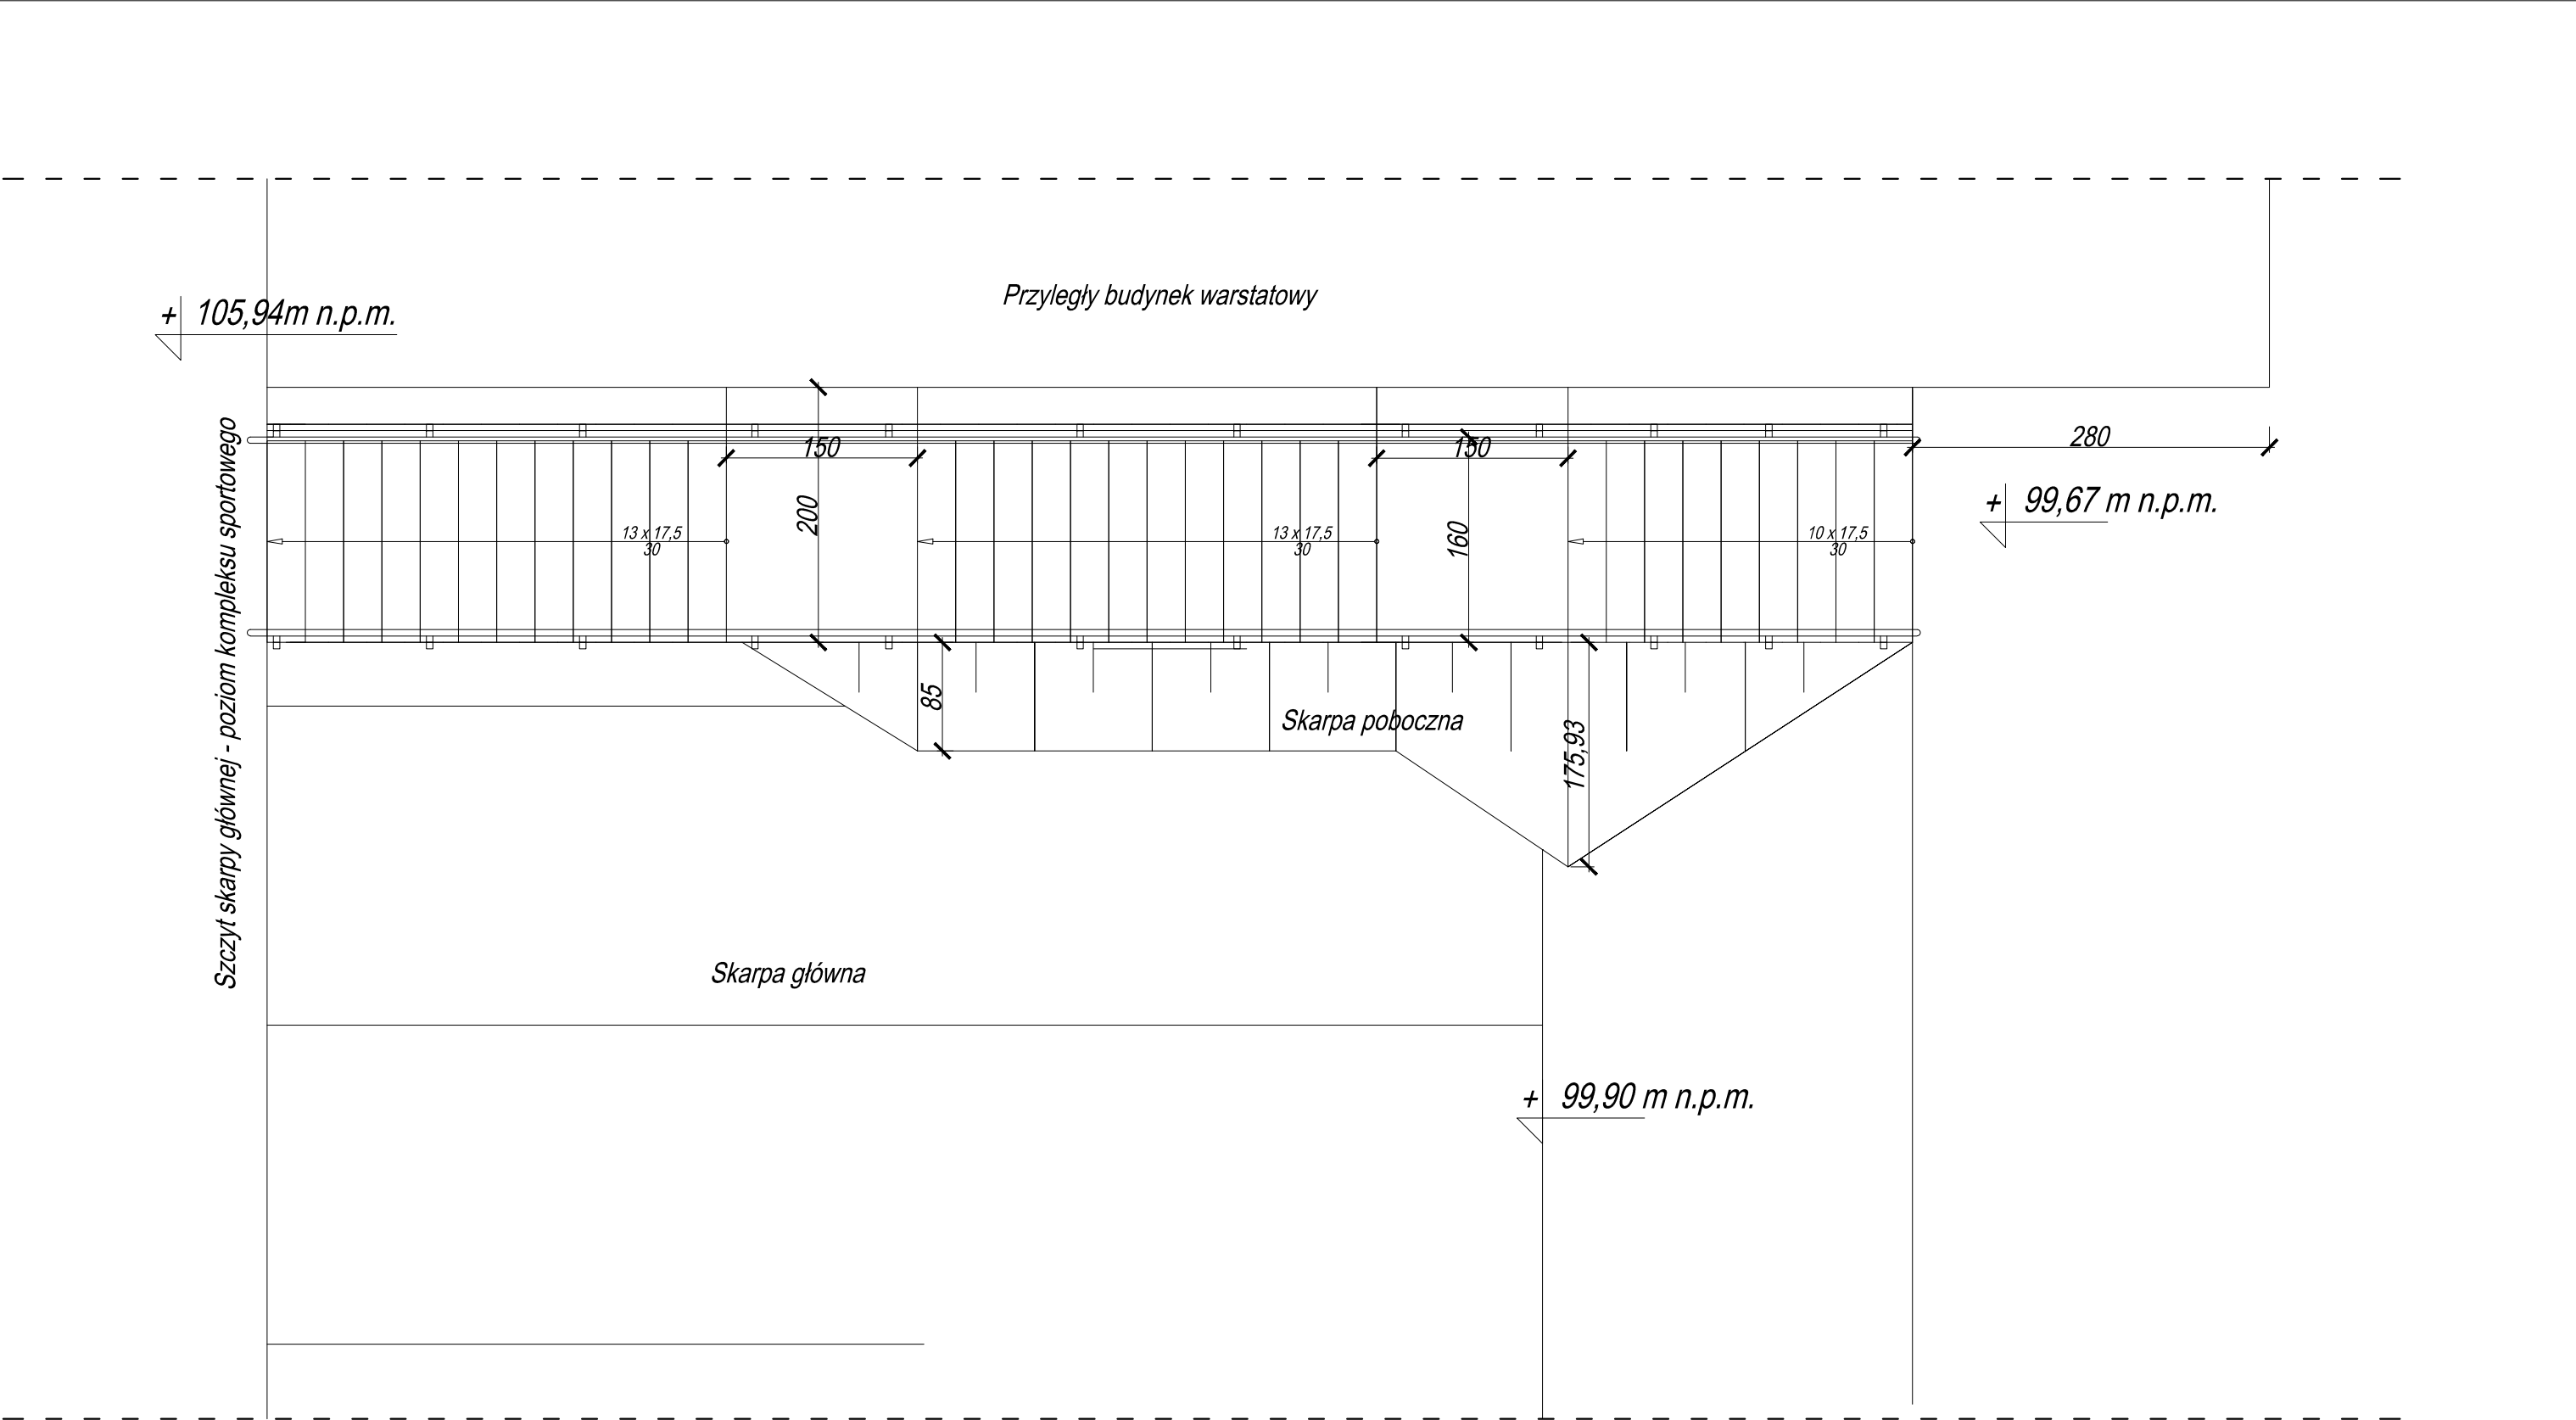 Przyległy budynek warstatowy
+ 105,94m n.p.m.
Szczyt skarpy głównej - poziom kompleksu sportowego
150
150
280
200
160
+ 99,67 m n.p.m.
13 x 17,5
30
13 x 17,5
30
10 x 17,5
30
85
Skarpa poboczna
175,93
Skarpa główna
+ 99,90 m n.p.m.